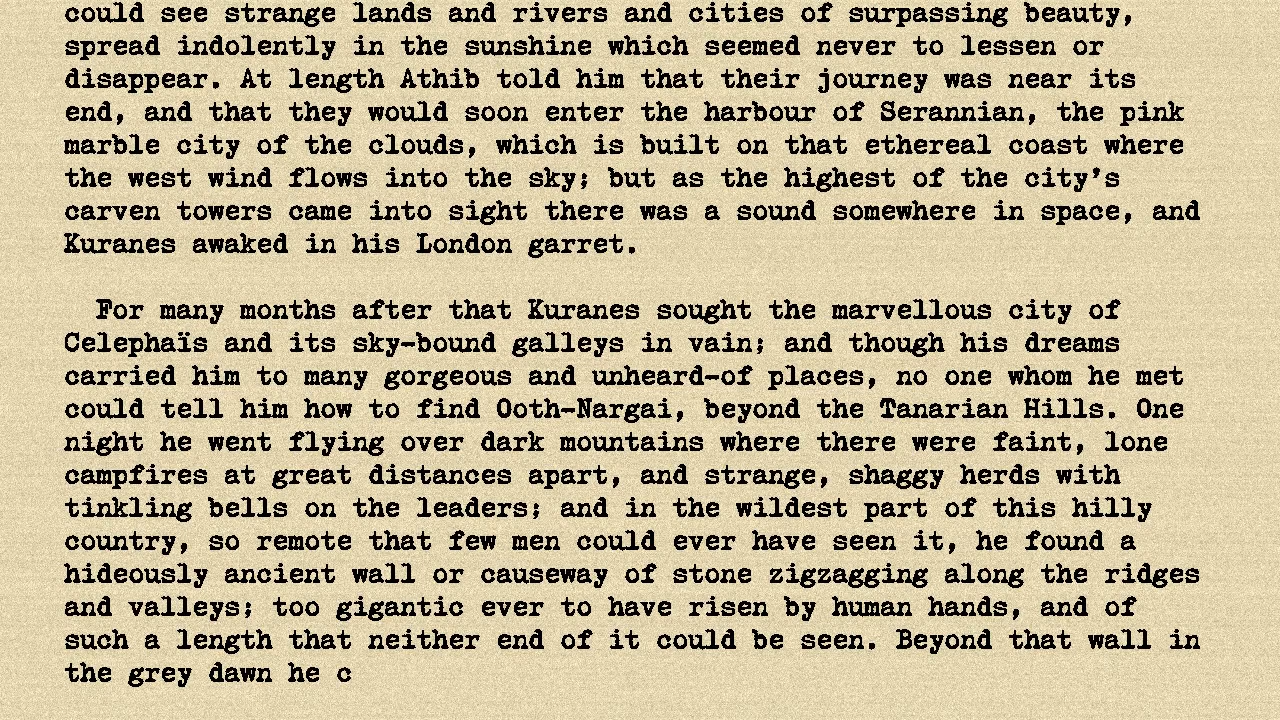 could see strange lands and rivers and cities of surpassing beauty,
spread indolently in the sunshine which seemed never to lessen or
disappear. At length Athib told him that their journey was near its
end, and that they would soon enter the harbour of Serannian, the pink
marble city of the clouds, which is built on that ethereal coast where
the west wind flows into the sky; but as the highest of the city's
carven towers came into sight there was a sound somewhere in space, and
Kuranes awaked in his London garret.

For many months after that Kuranes sought the marvellous city of
Celephaïs and its sky-bound galleys in vain; and though his dreams
carried him to many gorgeous and unheard-of places, no one whom he met
could tell him how to find Ooth-Nargai, beyond the Tanarian Hills. One
night he went flying over dark mountains where there were faint, lone
campfires at great distances apart, and strange, shaggy herds with
tinkling bells on the leaders; and in the wildest part of this hilly
country, so remote that few men could ever have seen it, he found a
hideously ancient wall or causeway of stone zigzagging along the ridges
and valleys; too gigantic ever to have risen by human hands, and of
such a length that neither end of it could be seen. Beyond that wall in
the grey dawn he c